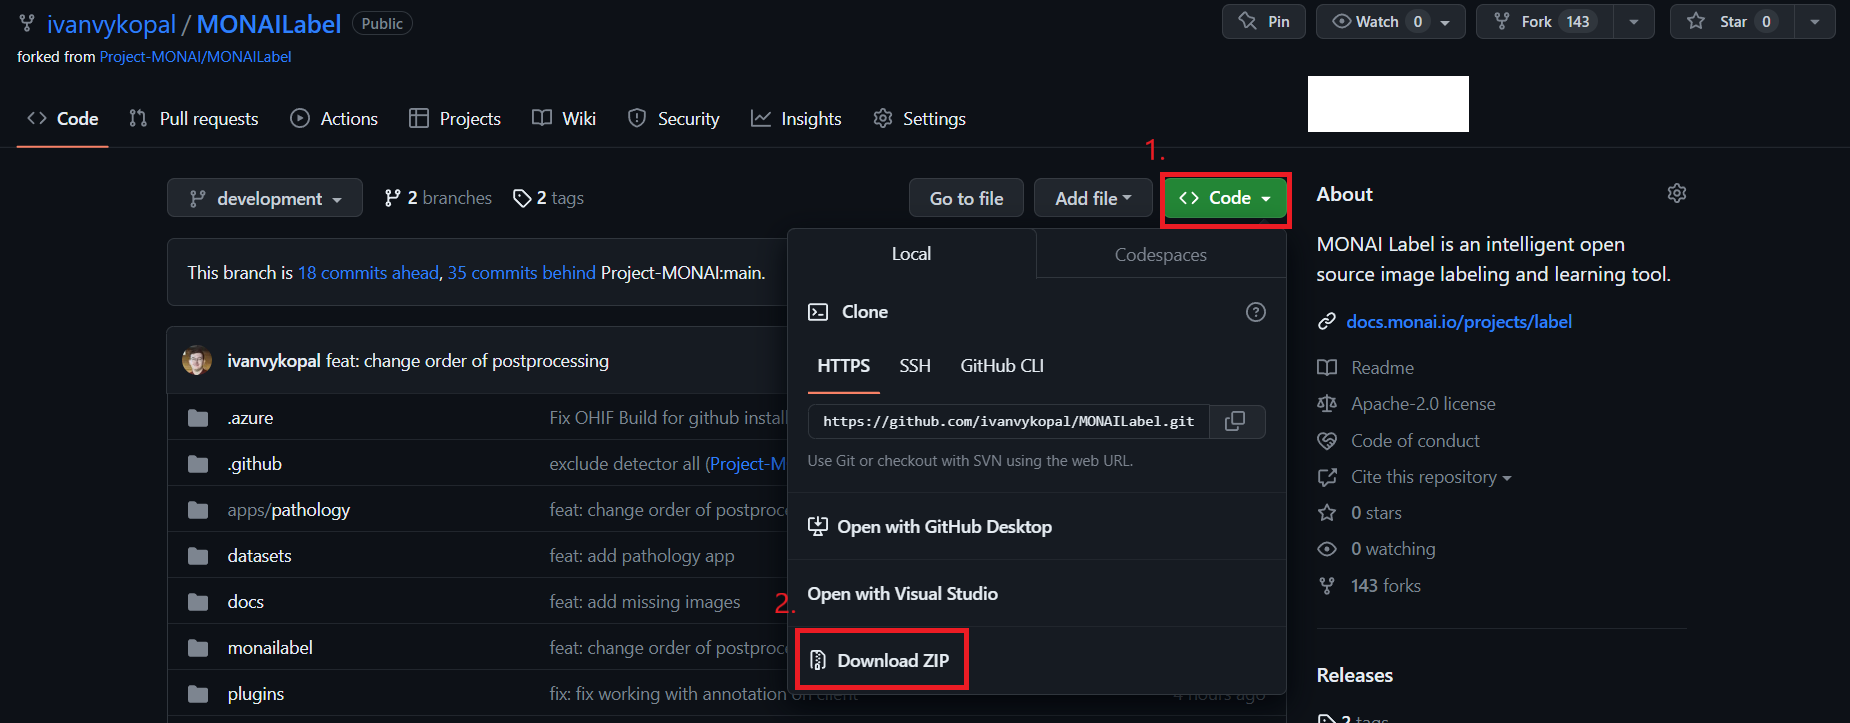 ivanvykopal / MONAILabel Public
Pin Watch 0 Fork 143 Star 0
forked from Project-MONAI/MONAILabel
Code Pull requests Actions Projects Wiki Security Insights Settings
1.
development 2 branches 2 tags Go to file Add file Code
This branch is 18 commits ahead, 35 commits behind Project-MONAI:main.
ivanvykopal feat: change order of postprocessing
.azure Fix OHIF Build for github install
.github exclude detector all (Project-M
apps/pathology feat: change order of postproc
datasets feat: add pathology app
docs feat: add missing images
monailabel feat: change order of postproc
plugins fix: fix working with annotation on client 4 hours ago
Local Codespaces
Clone
HTTPS SSH GitHub CLI
https://github.com/ivanvykopal/MONAILabel.git
Use Git or checkout with SVN using the web URL.
Open with GitHub Desktop
Open with Visual Studio
2.
Download ZIP
About
MONAI Label is an intelligent open
source image labeling and learning tool.
docs.monai.io/projects/label
Readme
Apache-2.0 license
Code of conduct
Cite this repository
0 stars
0 watching
143 forks
Releases
2 tags